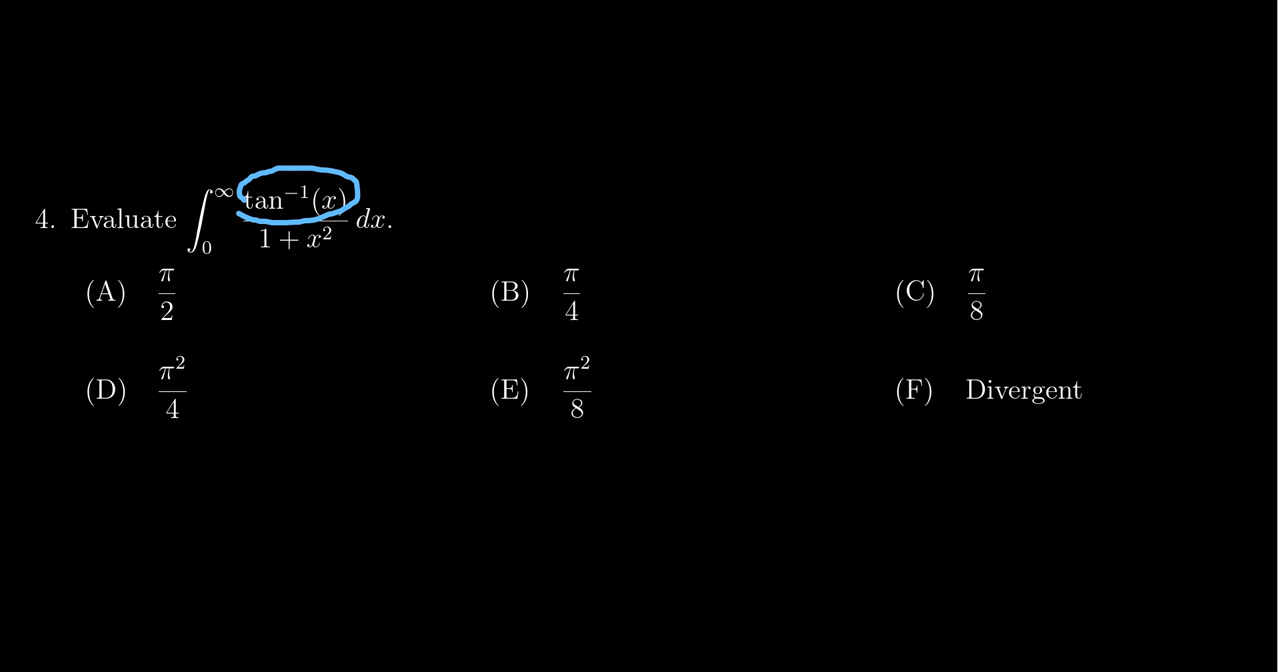 4. Evaluate ∫₀^∞ tan⁻¹(x) / (1 + x²) dx.
(A) π/2 (B) π/4 (C) π/8
(D) π²/4 (E) π²/8 (F) Divergent